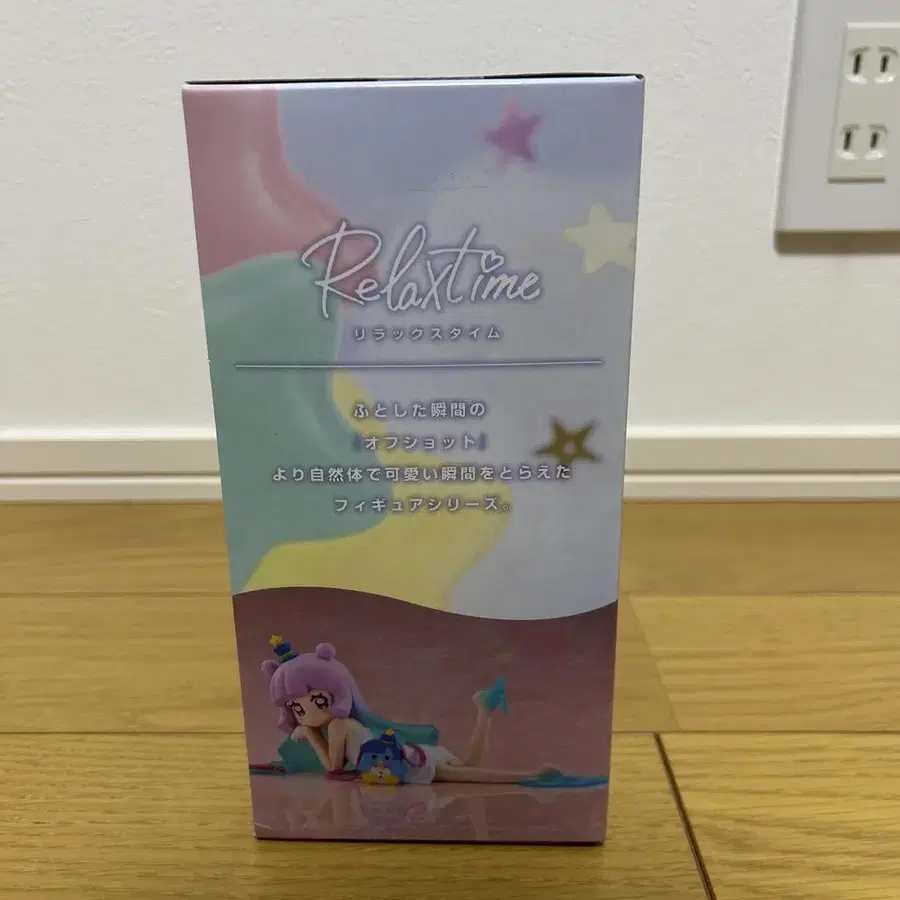 Relaxtime
リラックスタイム
ふとした瞬間の
オフショット
より自然体で可愛い瞬間をとらえた
フィギュアシリーズ。